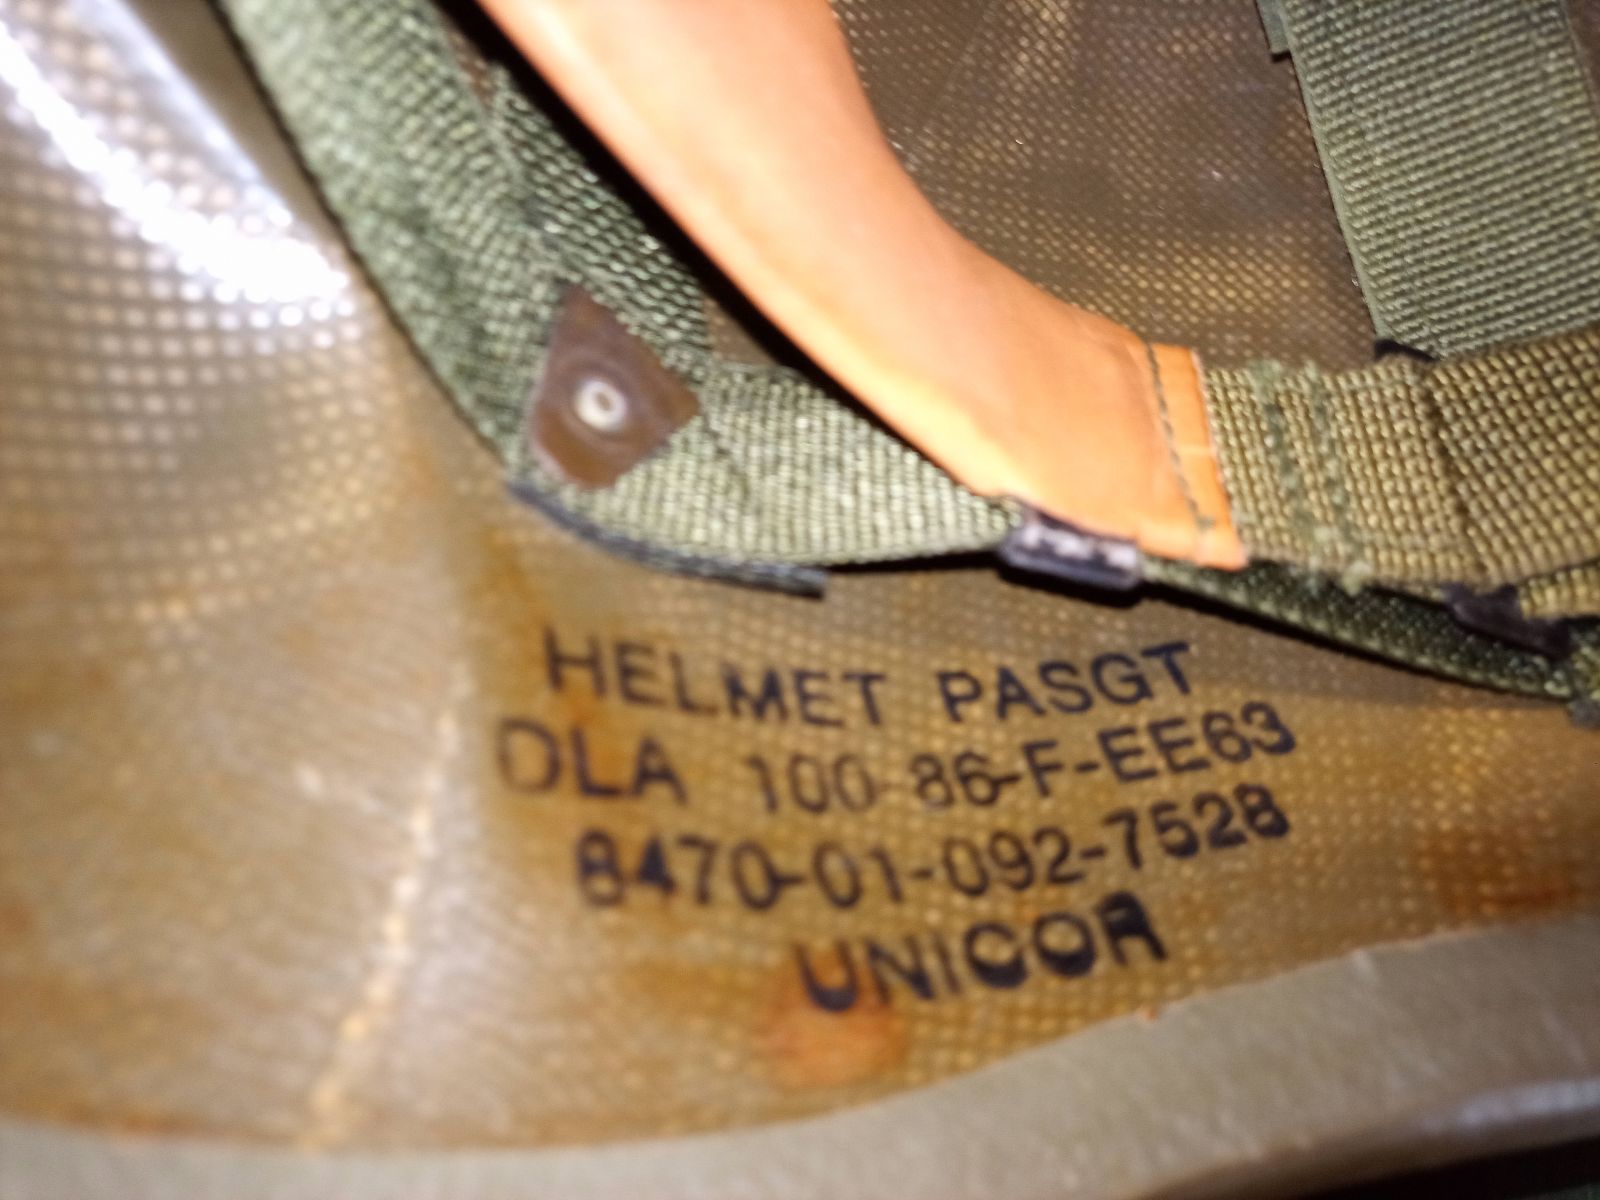 HELMET PASGT
DLA 100-86-F-EE63
8470-01-092-7528
UNICOR